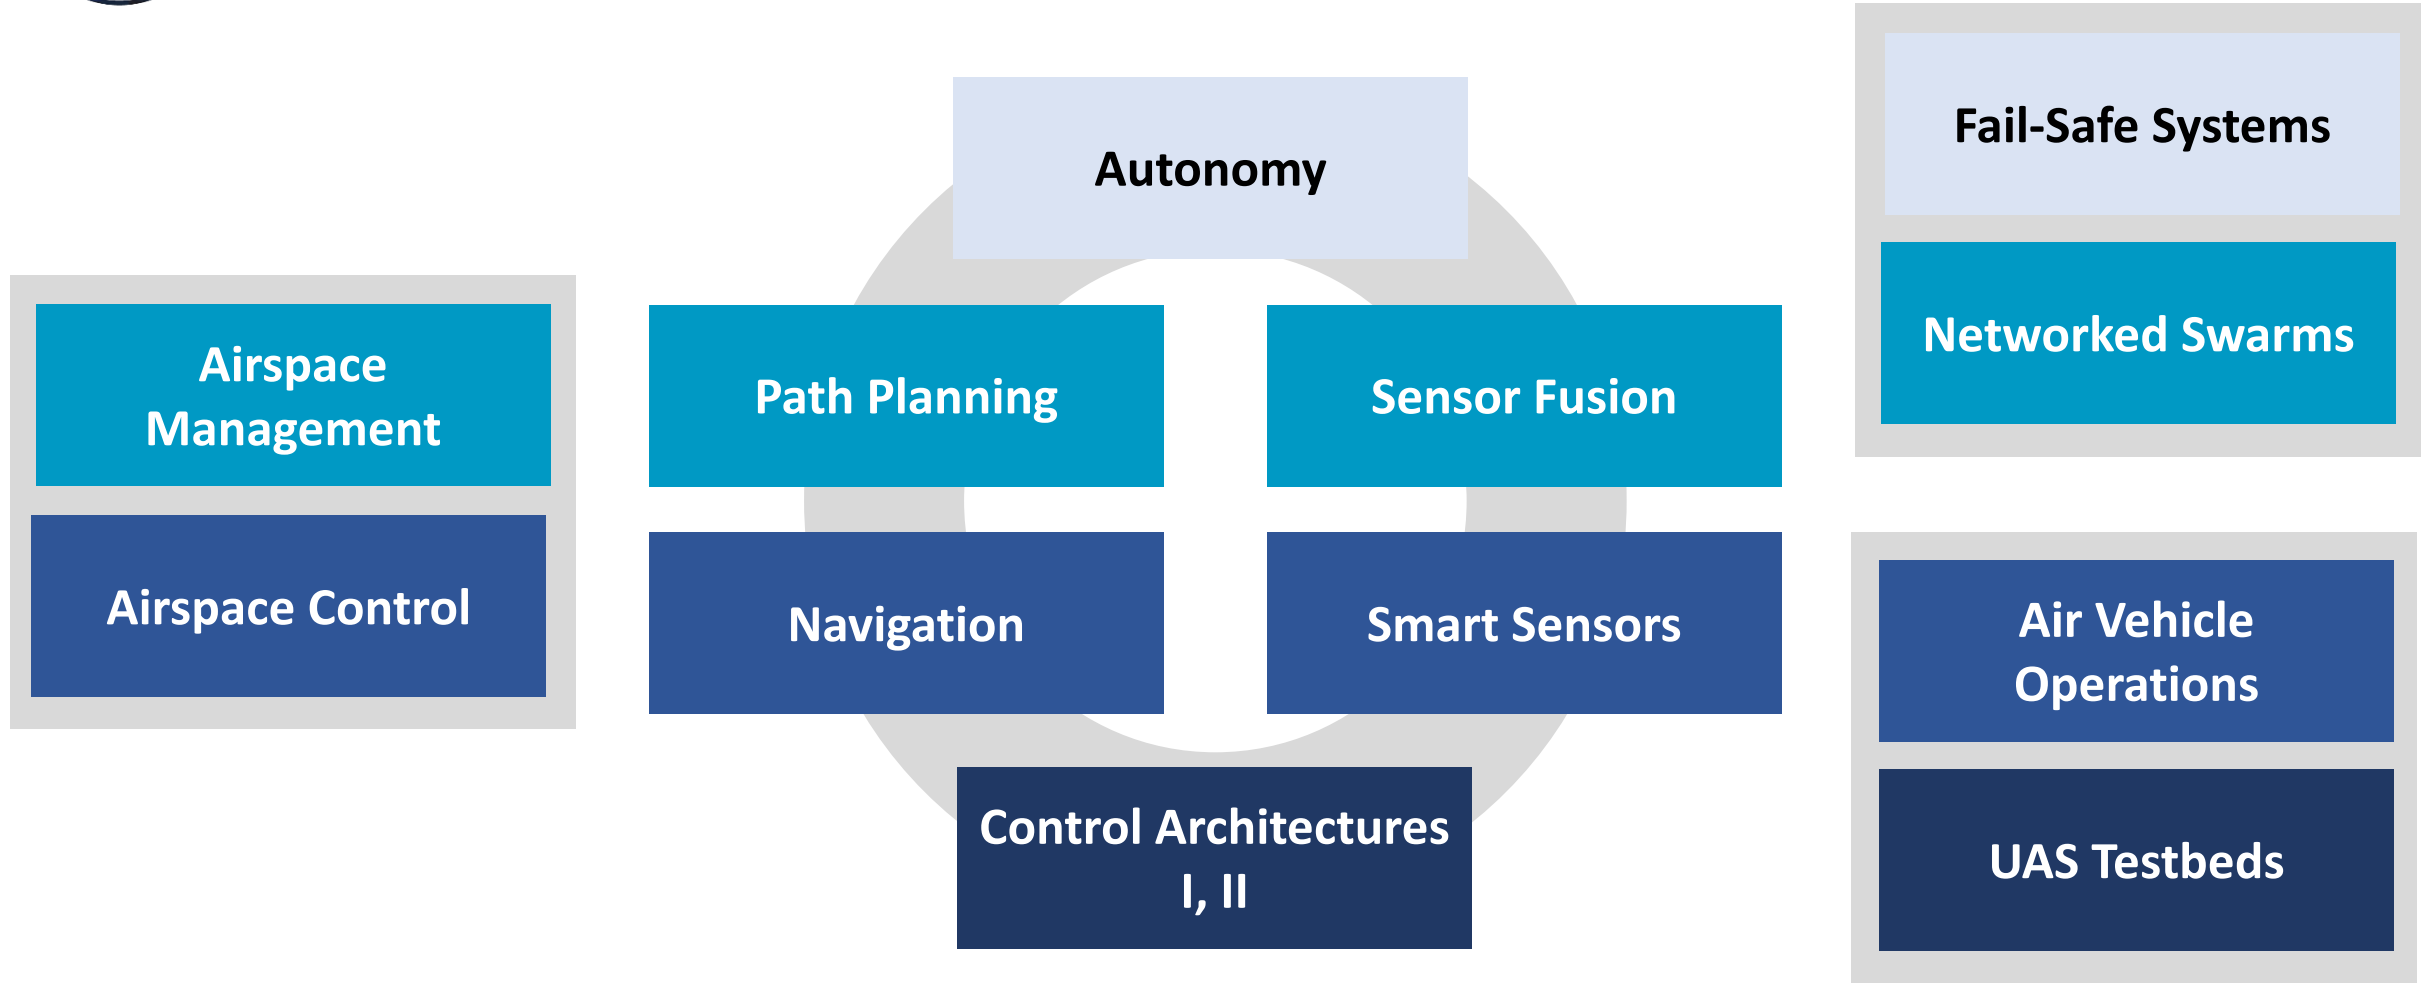 Airspace
Management
Airspace Control
Autonomy
Path Planning
Sensor Fusion
Navigation
Smart Sensors
Control Architectures
I, II
Fail-Safe Systems
Networked Swarms
Air Vehicle
Operations
UAS Testbeds